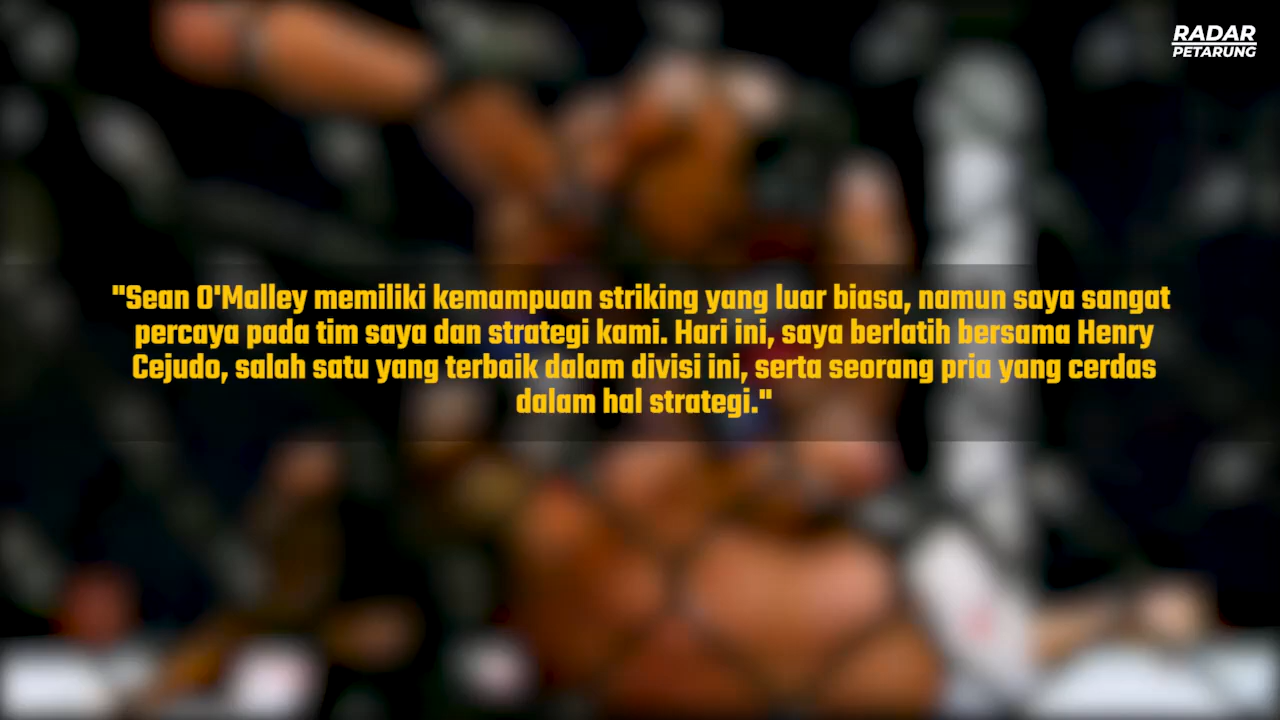 RADAR
PETARUNG
"Sean O'Malley memiliki kemampuan striking yang luar biasa, namun saya sangat
percaya pada tim saya dan strategi kami. Hari ini, saya berlatih bersama Henry
Cejudo, salah satu yang terbaik dalam divisi ini, serta seorang pria yang cerdas
dalam hal strategi."